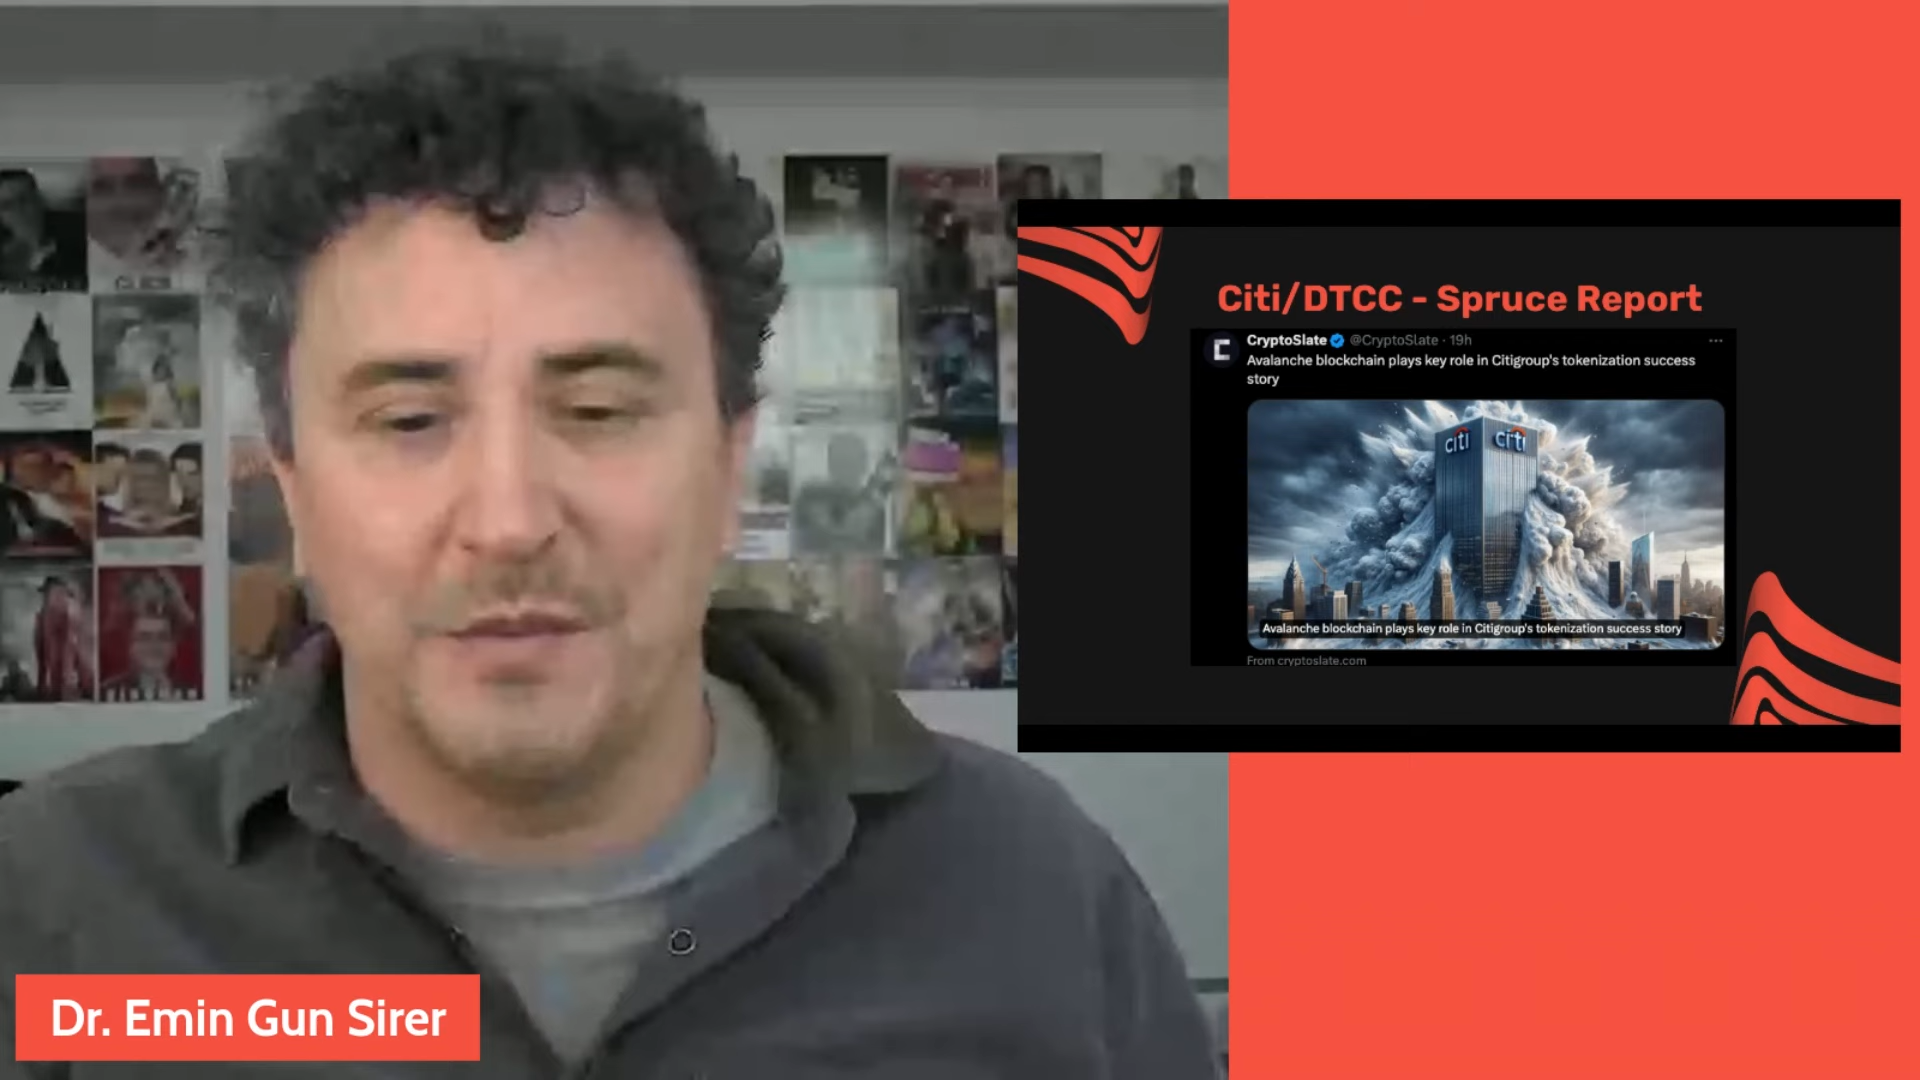 Citi/DTCC - Spruce Report
CryptoSlate @CryptoSlate · 19h
Avalanche blockchain plays key role in Citigroup's tokenization success
story
citi citi
Avalanche blockchain plays key role in Citigroup's tokenization success story
From cryptoslate.com
Dr. Emin Gun Sirer